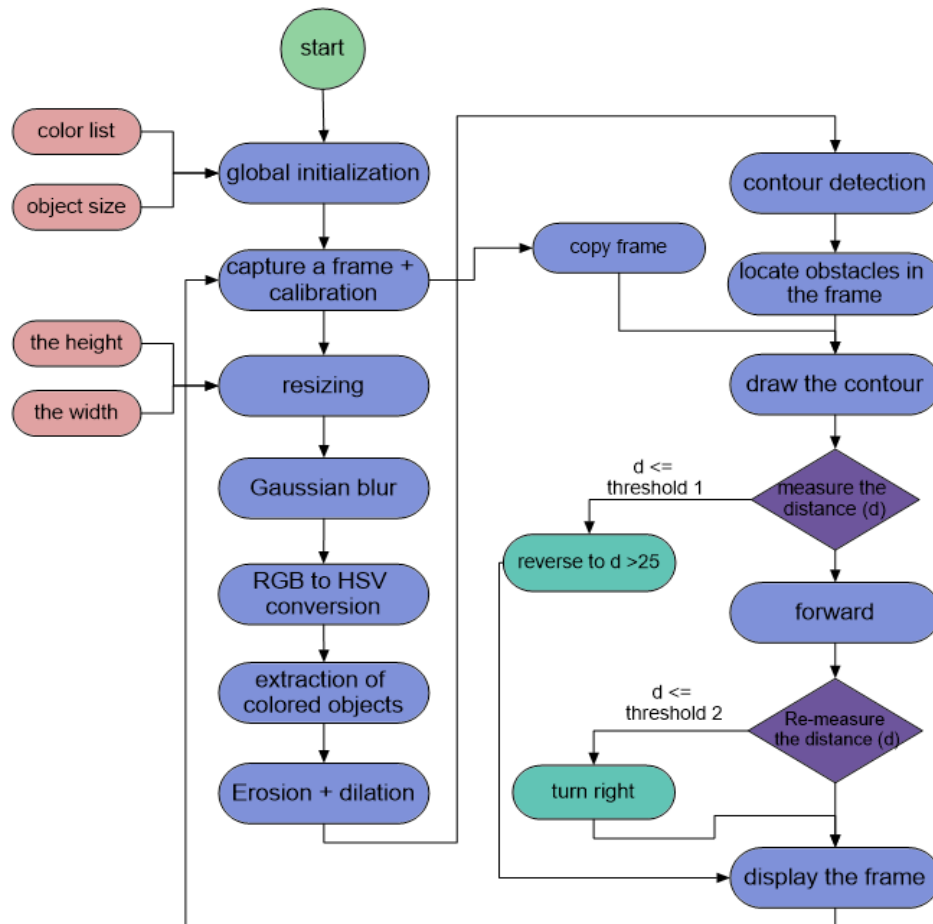 start
color list
object size
global initialization
capture a frame +
calibration
copy frame
the height
the width
resizing
Gaussian blur
RGB to HSV
conversion
extraction of
colored objects
Erosion + dilation
contour detection
locate obstacles in
the frame
draw the contour
measure the
distance (d)
d <=
threshold 1
reverse to d >25
forward
Re-measure
the distance (d)
d <=
threshold 2
turn right
display the frame